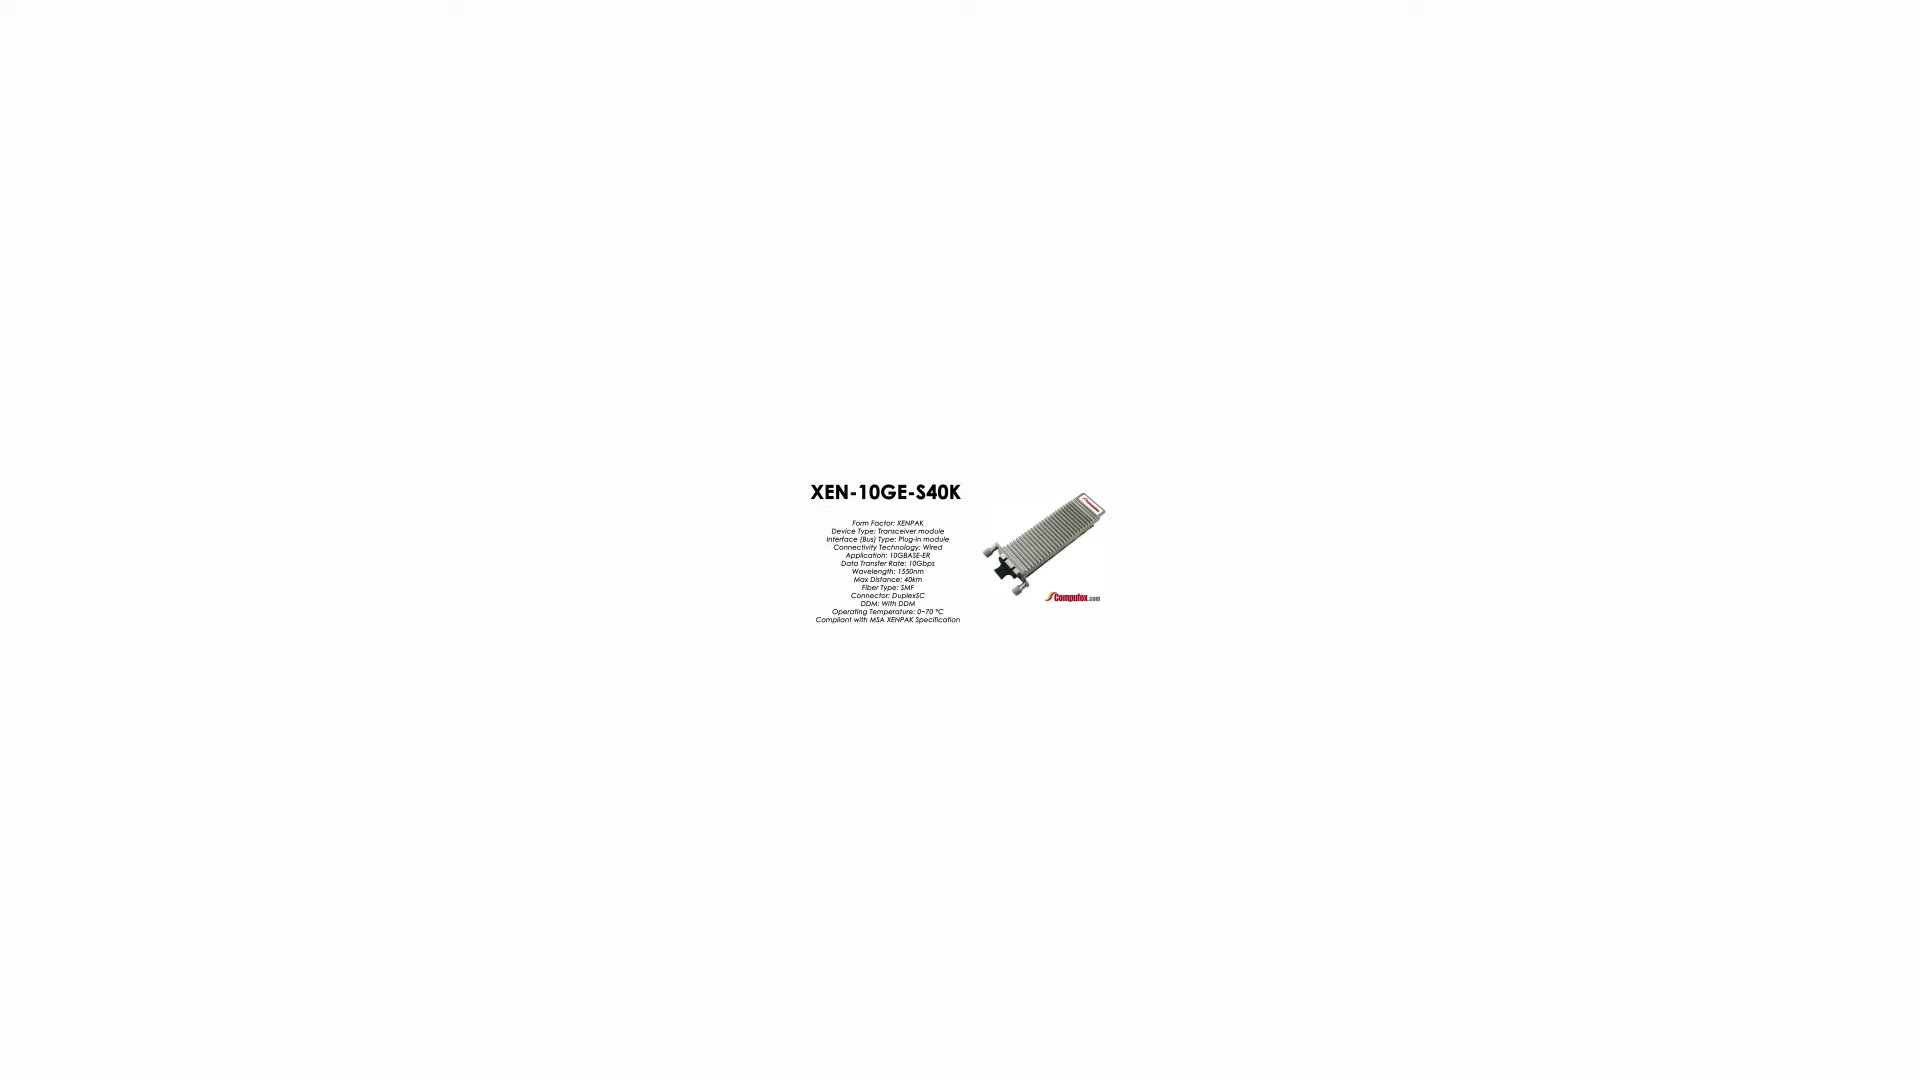 XEN-10GE-S40K
Form Factor: XENPAK
Device Type: Transceiver module
Interface (Bus) Type: Plug-in module
Connectivity Technology: Wired
Application: 10GBASE-ER
Data Transfer Rate: 10Gbps
Wavelength: 1550nm
Max Distance: 40km
Fiber Type: SMF
Connector: DuplexSC
DDM: With DDM
Operating Temperature: 0~70 °C
Compliant with MSA XENPAK Specification
Computox.com